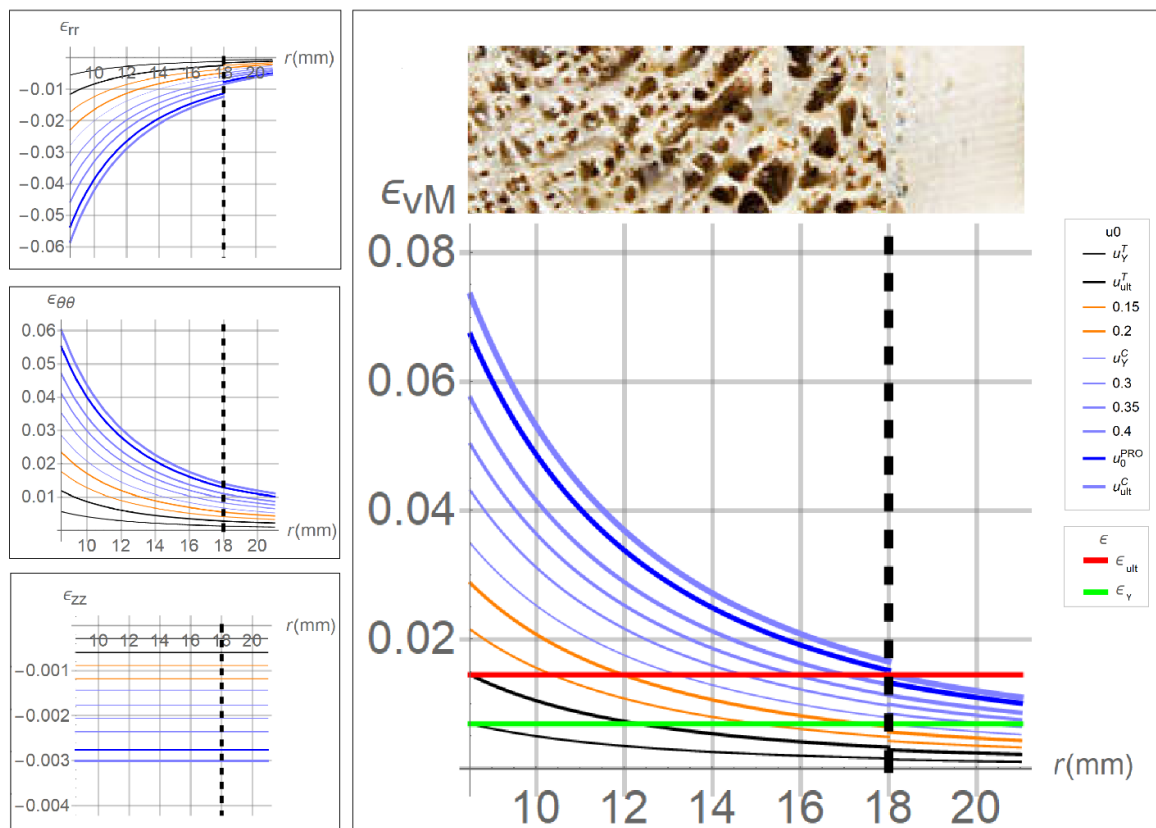 ϵrr
r(mm)
10 12 14 16 18 20
−0.01
−0.02
−0.03
−0.04
−0.05
−0.06
ϵθθ
0.06
0.05
0.04
0.03
0.02
0.01
r(mm)
10 12 14 16 18 20
ϵzz
r(mm)
10 12 14 16 18 20
−0.001
−0.002
−0.003
−0.004
ϵvM
0.08
0.06
0.04
0.02
r(mm)
10 12 14 16 18 20
u0
u_Y^T
u_ult^T
0.15
0.2
u_Y^C
0.3
0.35
0.4
u_0^PRO
u_ult^C
ϵ
ϵ ult
ϵ Y